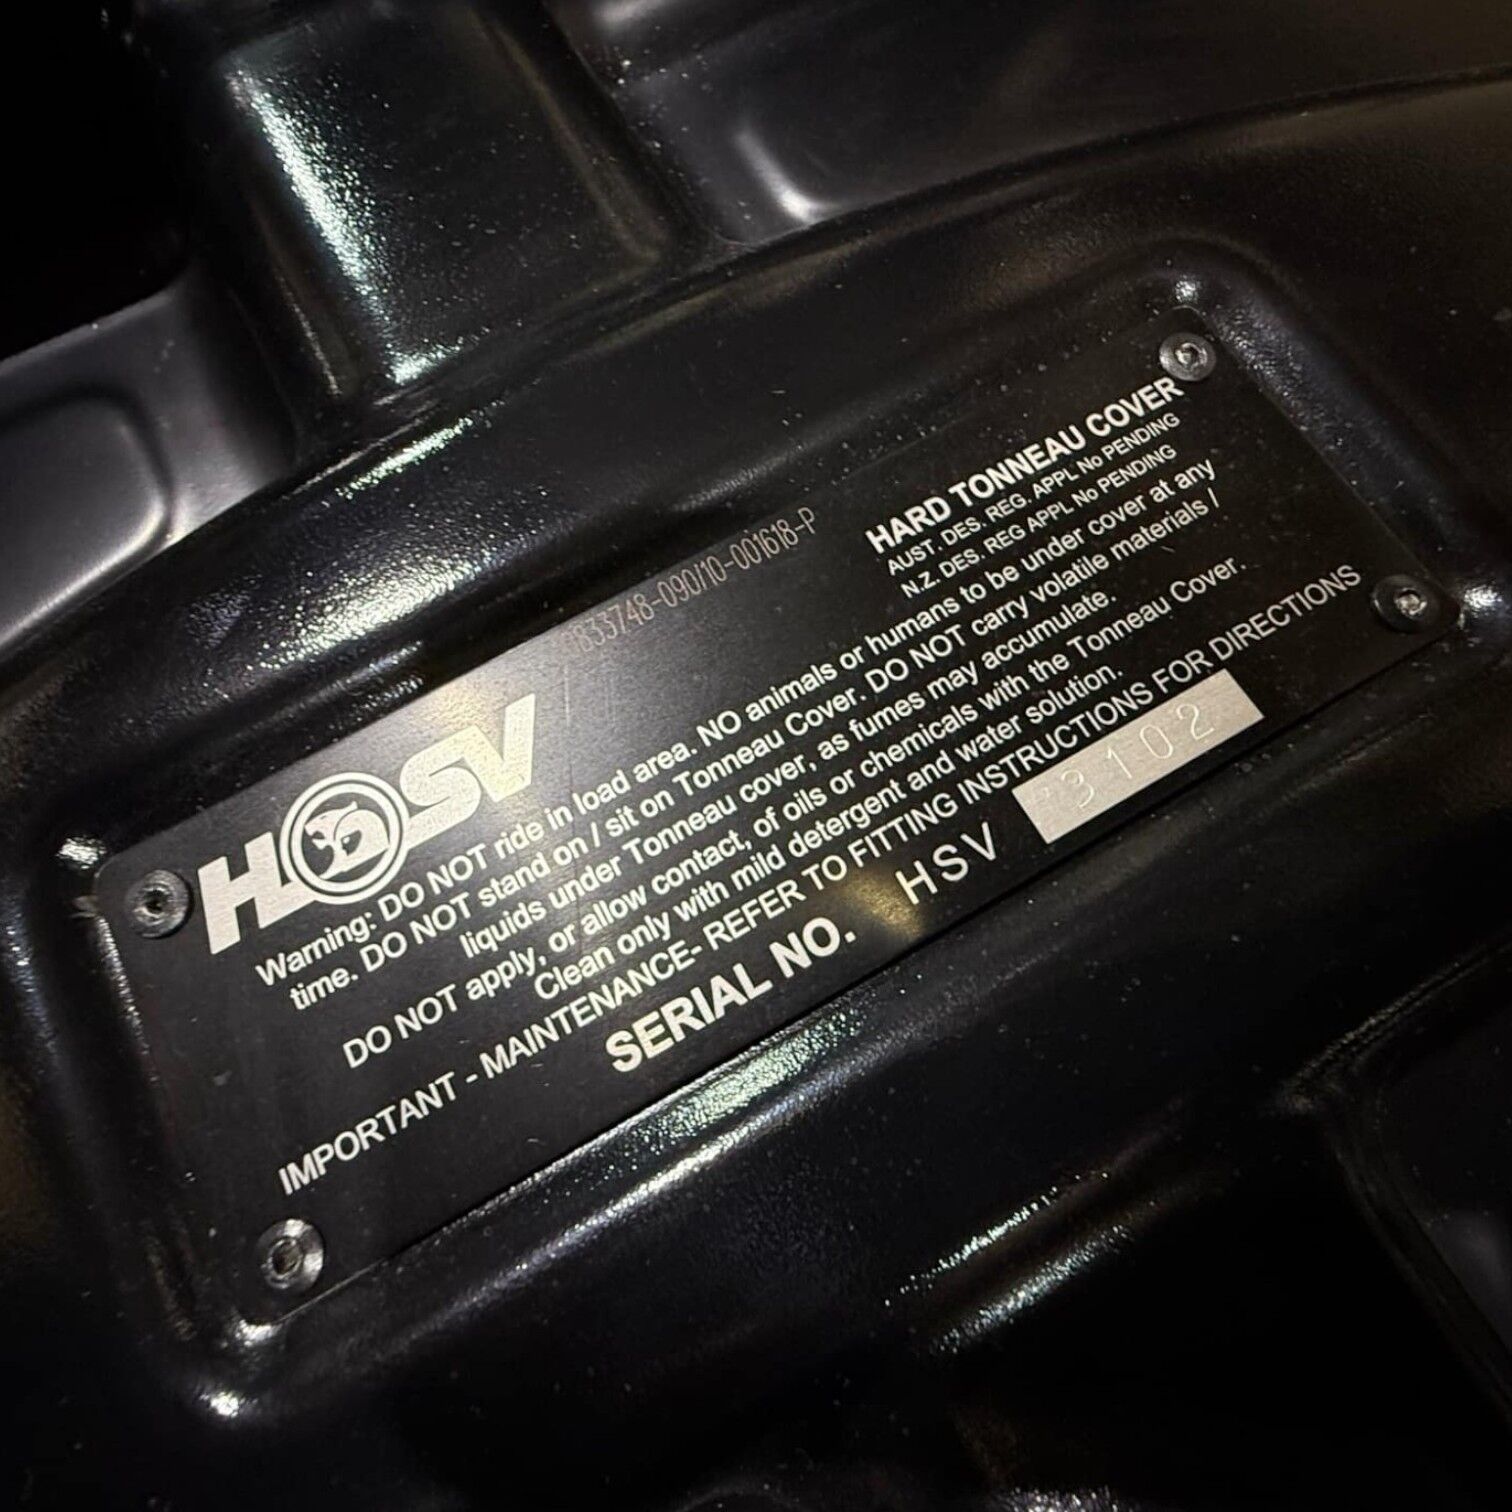 HSV
833748-090/10-001618-P
HARD TONNEAU COVER
AUST. DES. REG. APPL No PENDING
N.Z. DES. REG APPL No PENDING
Warning: DO NOT ride in load area. NO animals or humans to be under cover at any
time. DO NOT stand on / sit on Tonneau Cover. DO NOT carry volatile materials /
liquids under Tonneau cover, as fumes may accumulate.
DO NOT apply, or allow contact, of oils or chemicals with the Tonneau Cover.
Clean only with mild detergent and water solution.
IMPORTANT - MAINTENANCE- REFER TO FITTING INSTRUCTIONS FOR DIRECTIONS
SERIAL NO. HSV 3102